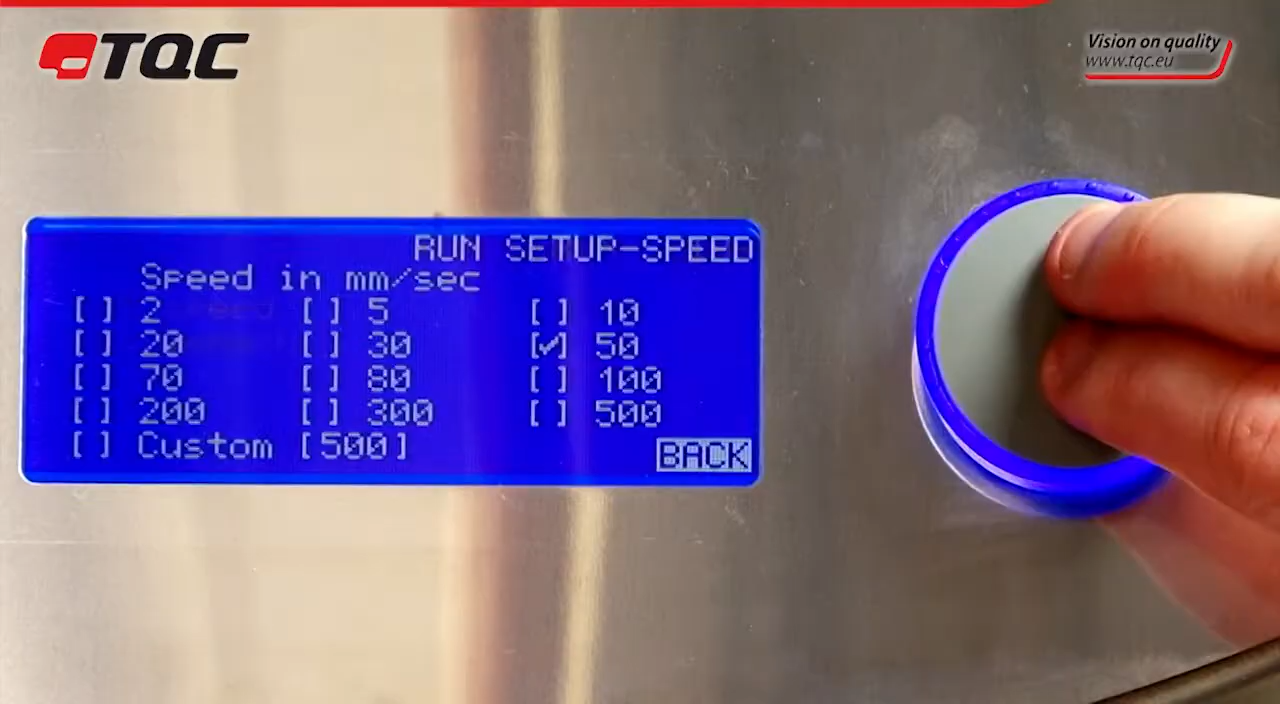 TQC
Vision on quality
www.tqc.eu
RUN SETUP-SPEED
Speed in mm/sec
[ ] 2 [ ] 5 [ ] 10
[ ] 20 [ ] 30 [✓] 50
[ ] 70 [ ] 80 [ ] 100
[ ] 200 [ ] 300 [ ] 500
[ ] Custom [500]
BACK